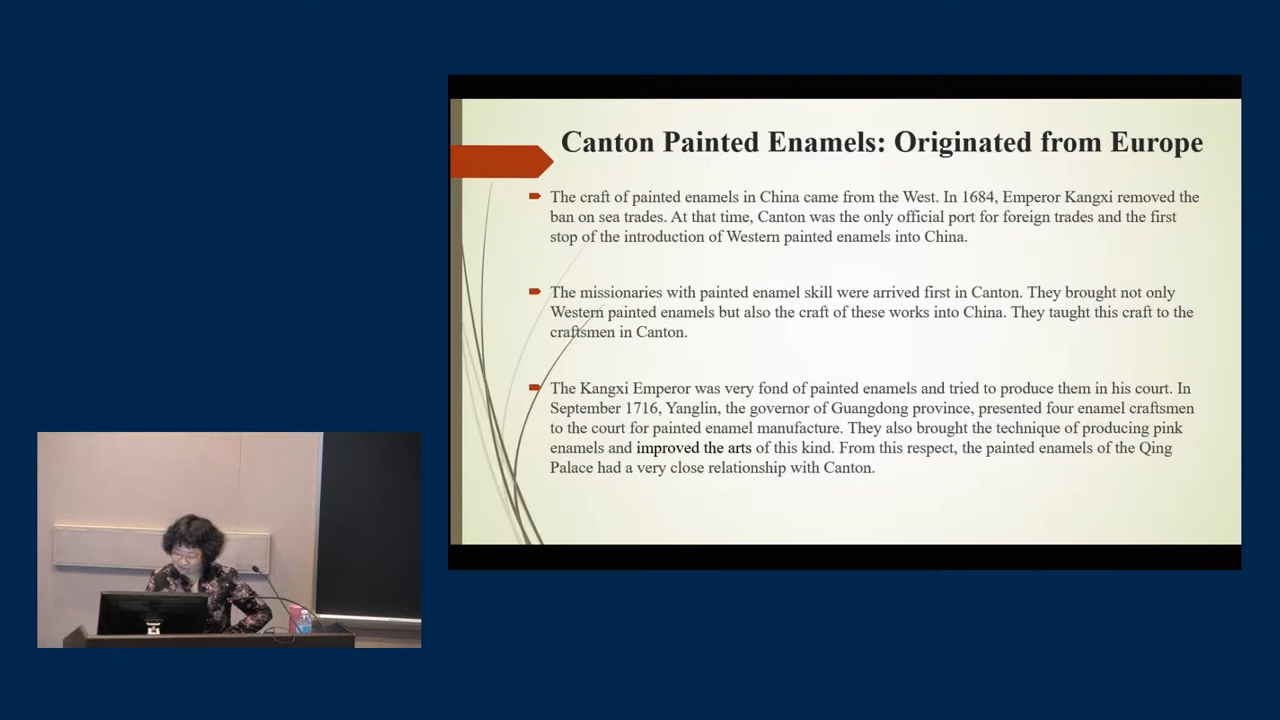 Canton Painted Enamels: Originated from Europe
The craft of painted enamels in China came from the West. In 1684, Emperor Kangxi removed the
ban on sea trades. At that time, Canton was the only official port for foreign trades and the first
stop of the introduction of Western painted enamels into China.
The missionaries with painted enamel skill were arrived first in Canton. They brought not only
Western painted enamels but also the craft of these works into China. They taught this craft to the
craftsmen in Canton.
The Kangxi Emperor was very fond of painted enamels and tried to produce them in his court. In
September 1716, Yanglin, the governor of Guangdong province, presented four enamel craftsmen
to the court for painted enamel manufacture. They also brought the technique of producing pink
enamels and improved the arts of this kind. From this respect, the painted enamels of the Qing
Palace had a very close relationship with Canton.